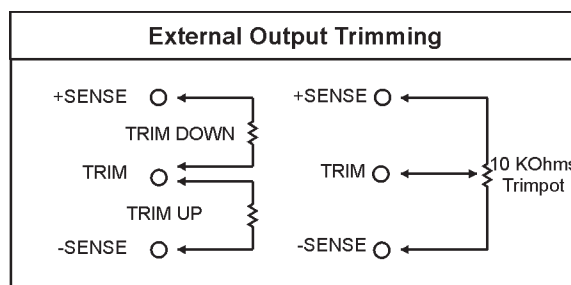 External Output Trimming
+SENSE
TRIM DOWN
TRIM
TRIM UP
-SENSE
+SENSE
TRIM
10 KOhms
Trimpot
-SENSE